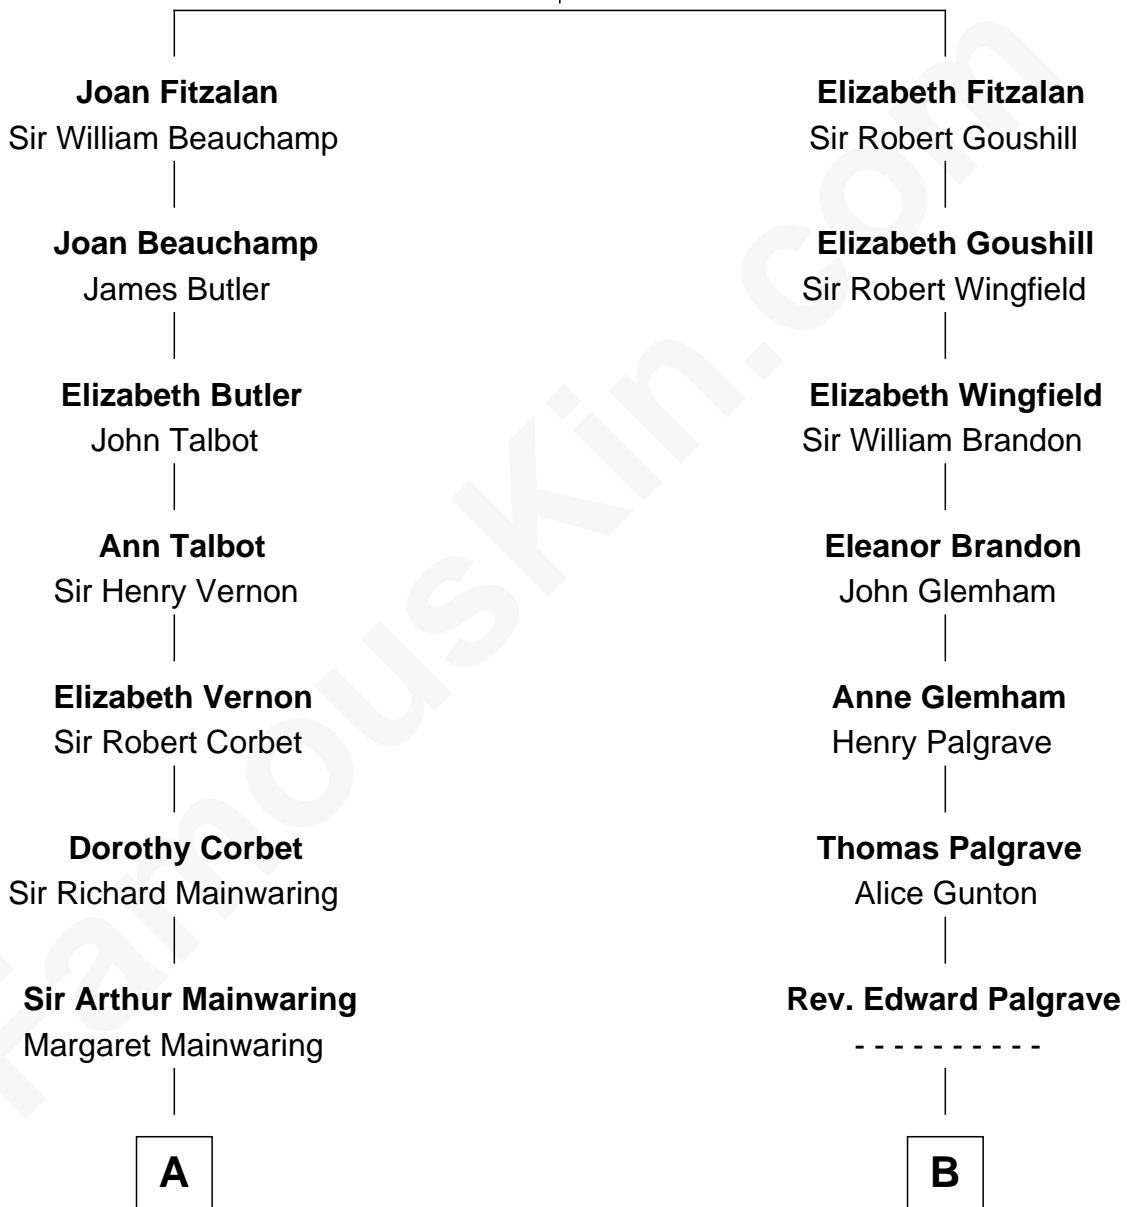 Joan Fitzalan
Sir William Beauchamp
Joan Beauchamp
James Butler
Elizabeth Butler
John Talbot
Ann Talbot
Sir Henry Vernon
Elizabeth Vernon
Sir Robert Corbet
Dorothy Corbet
Sir Richard Mainwaring
Sir Arthur Mainwaring
Margaret Mainwaring
A
Elizabeth Fitzalan
Sir Robert Goushill
Elizabeth Goushill
Sir Robert Wingfield
Elizabeth Wingfield
Sir William Brandon
Eleanor Brandon
John Glemham
Anne Glemham
Henry Palgrave
Thomas Palgrave
Alice Gunton
Rev. Edward Palgrave
- - - - - - - - - -
B
FamousKin.com